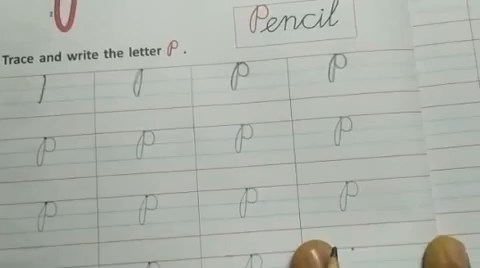 Pencil
Trace and write the letter P.
P P
P P P P
P P P P